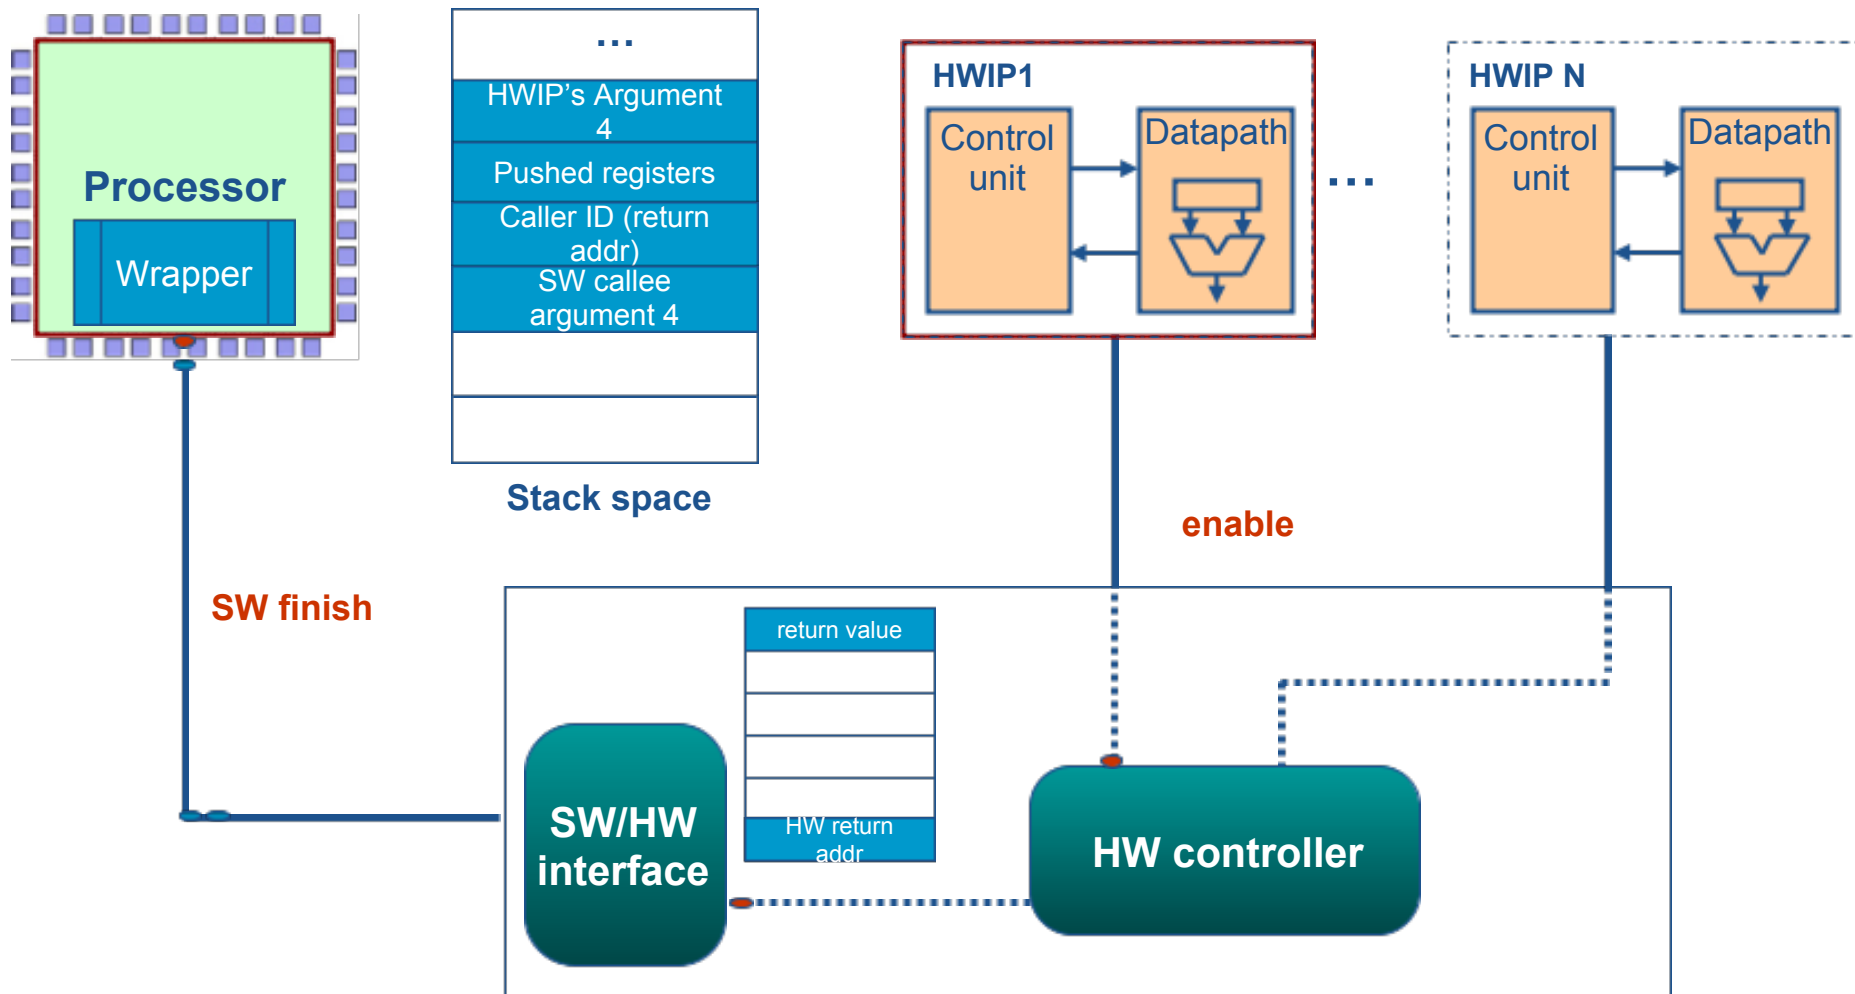 Processor
Wrapper
...
HWIP's Argument
4
Pushed registers
Caller ID (return
addr)
SW callee
argument 4
Stack space
HWIP1
Control
unit
Datapath
...
HWIP N
Control
unit
Datapath
SW finish
enable
return value
HW return
addr
SW/HW
interface
HW controller